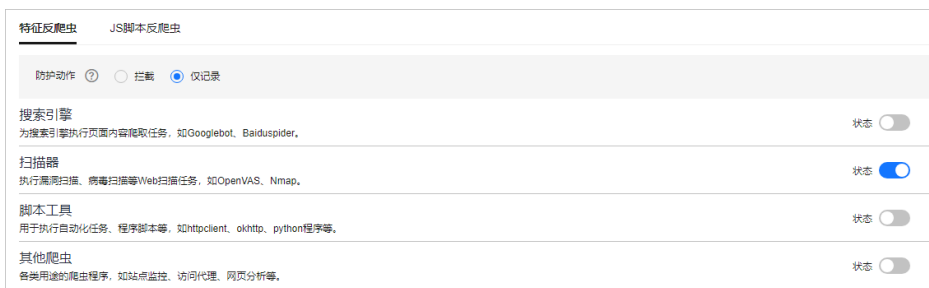 特征反爬虫 JS脚本反爬虫
防护动作 ? 拦截 仅记录
搜索引擎
为搜索引擎执行页面内容爬取任务，如Googlebot、Baiduspider。
状态
扫描器
执行漏洞扫描、病毒扫描等Web扫描任务，如OpenVAS、Nmap。
状态
脚本工具
用于执行自动化任务、程序脚本等，如httpclient、okhttp、python程序等。
状态
其他爬虫
各类用途的爬虫程序，如站点监控、访问代理、网页分析等。
状态